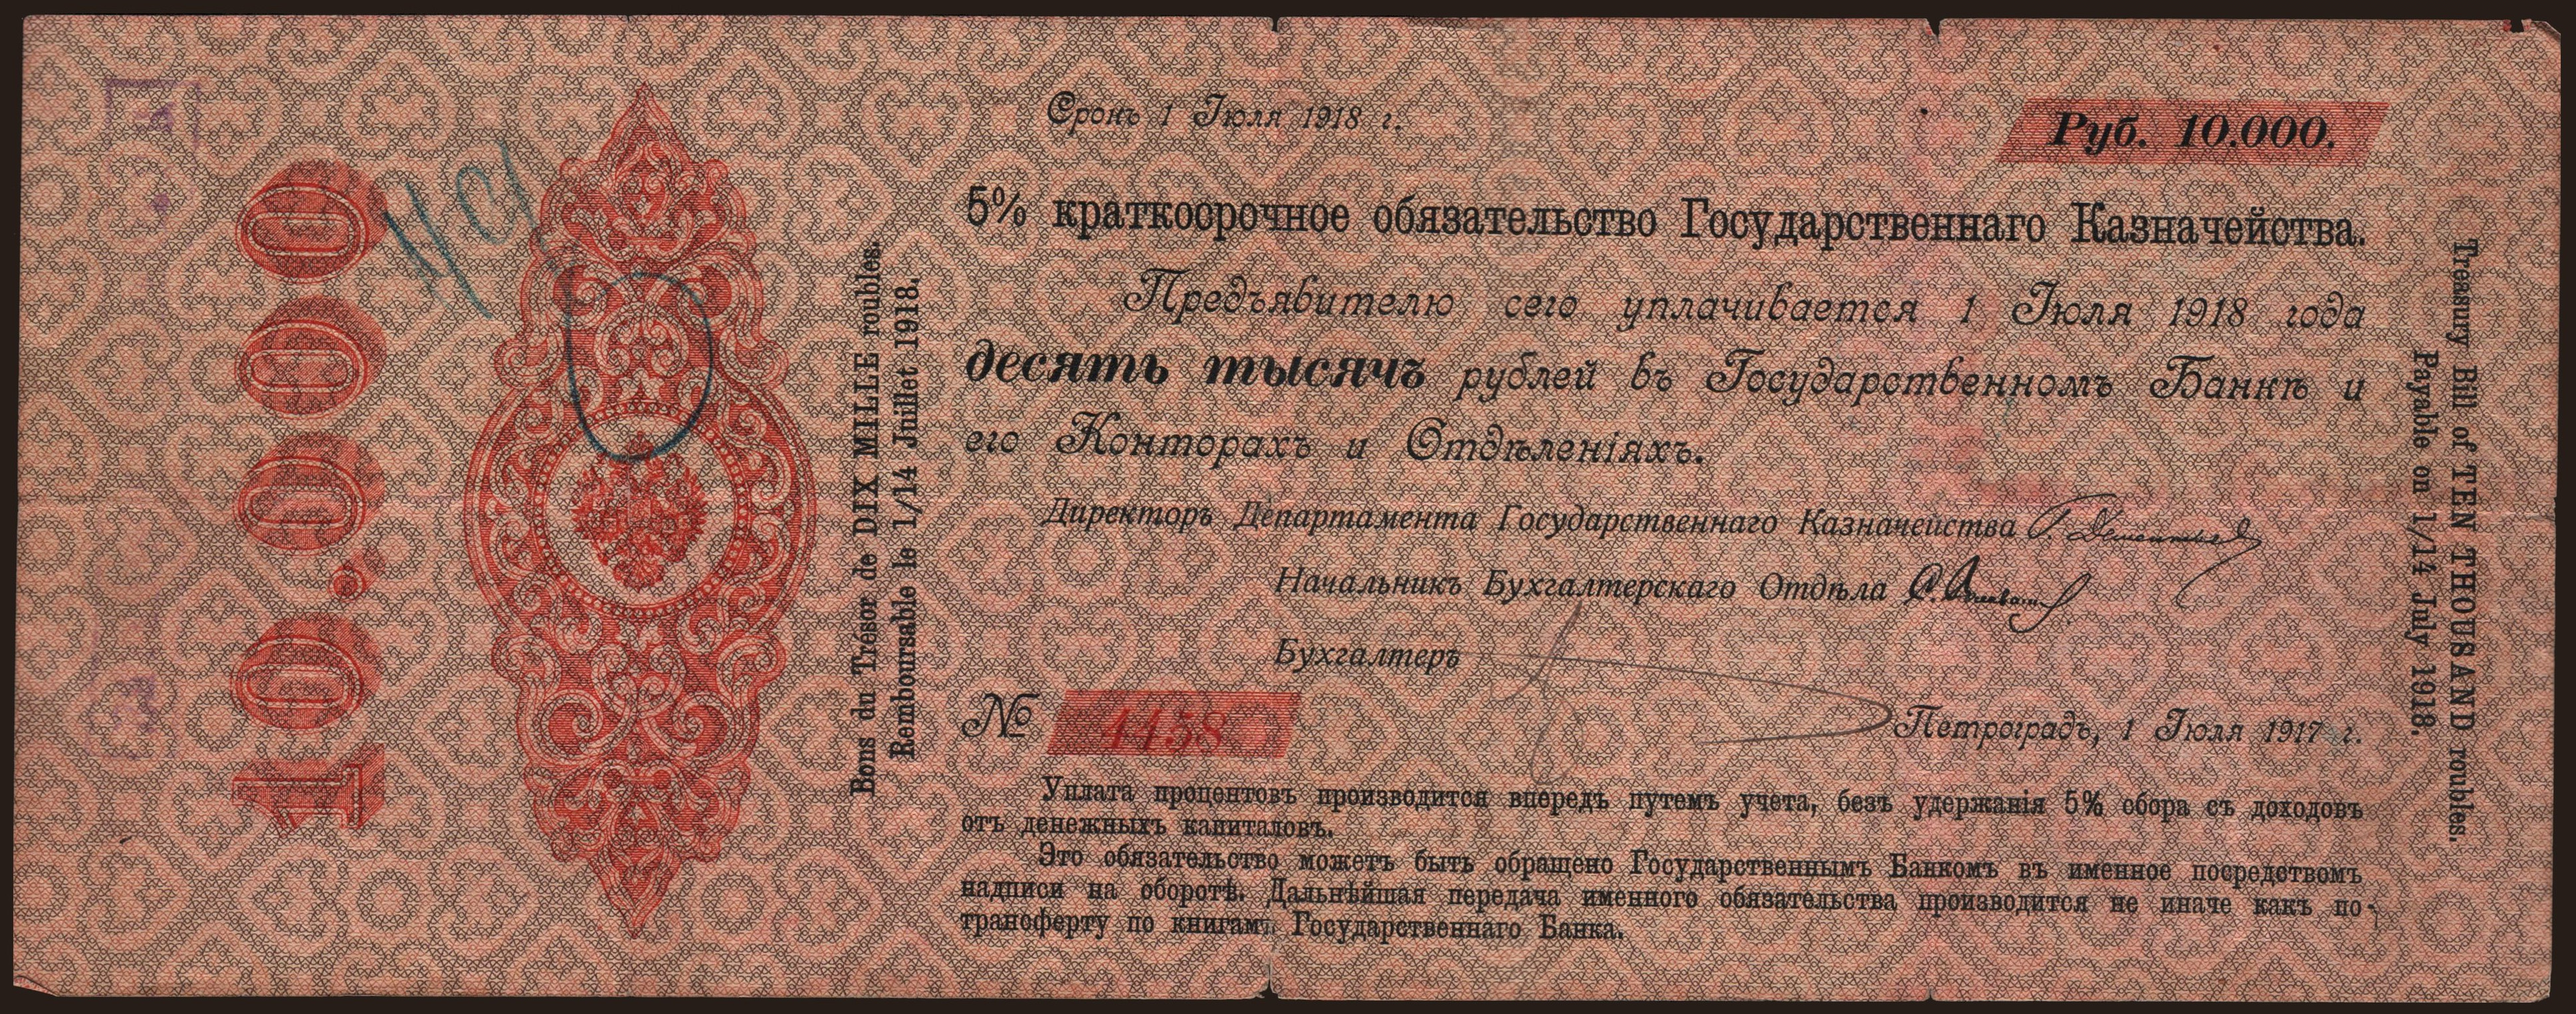 10.000
Bons du Trésor de DIX MILLE roubles.
Remboursable le 1/14 Juillet 1918.
Срокъ 1 Іюля 1918 г.
Руб. 10.000.
5% краткосрочное обязательство Государственнаго Казначейства.
Предъявителю сего уплачивается 1 Іюля 1918 года
десять тысячъ рублей въ Государственномъ Банкѣ и
его Конторахъ и Отдѣленіяхъ.
Директоръ Департамента Государственнаго Казначейства
Начальникъ Бухгалтерскаго Отдѣла
Бухгалтеръ
№ 4458
Петроградъ, 1 Іюля 1917 г.
Уплата процентовъ производится впередъ путемъ учета, безъ удержанія 5% сбора съ доходовъ
отъ денежныхъ капиталовъ.
Это обязательство можетъ быть обращено Государственнымъ Банкомъ въ именное посредствомъ
надписи на оборотѣ. Дальнѣйшая передача именного обязательства производится не иначе какъ по
трансферту по книгамъ Государственнаго Банка.
Treasury Bill of TEN THOUSAND roubles.
Payable on 1/14 July 1918.